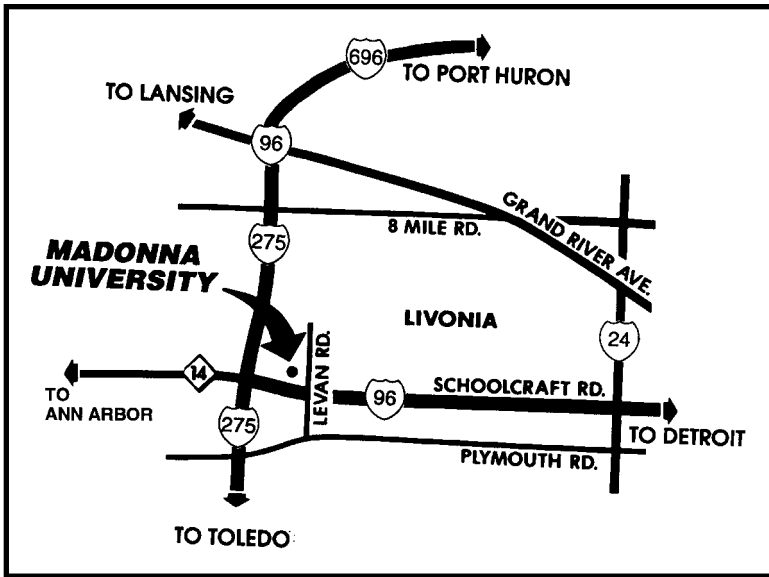 696
TO PORT HURON
TO LANSING
96
GRAND RIVER AVE.
8 MILE RD.
275
MADONNA
UNIVERSITY
LIVONIA
24
LEVAN RD.
14
SCHOOLCRAFT RD.
96
TO
ANN ARBOR
275
TO DETROIT
PLYMOUTH RD.
TO TOLEDO